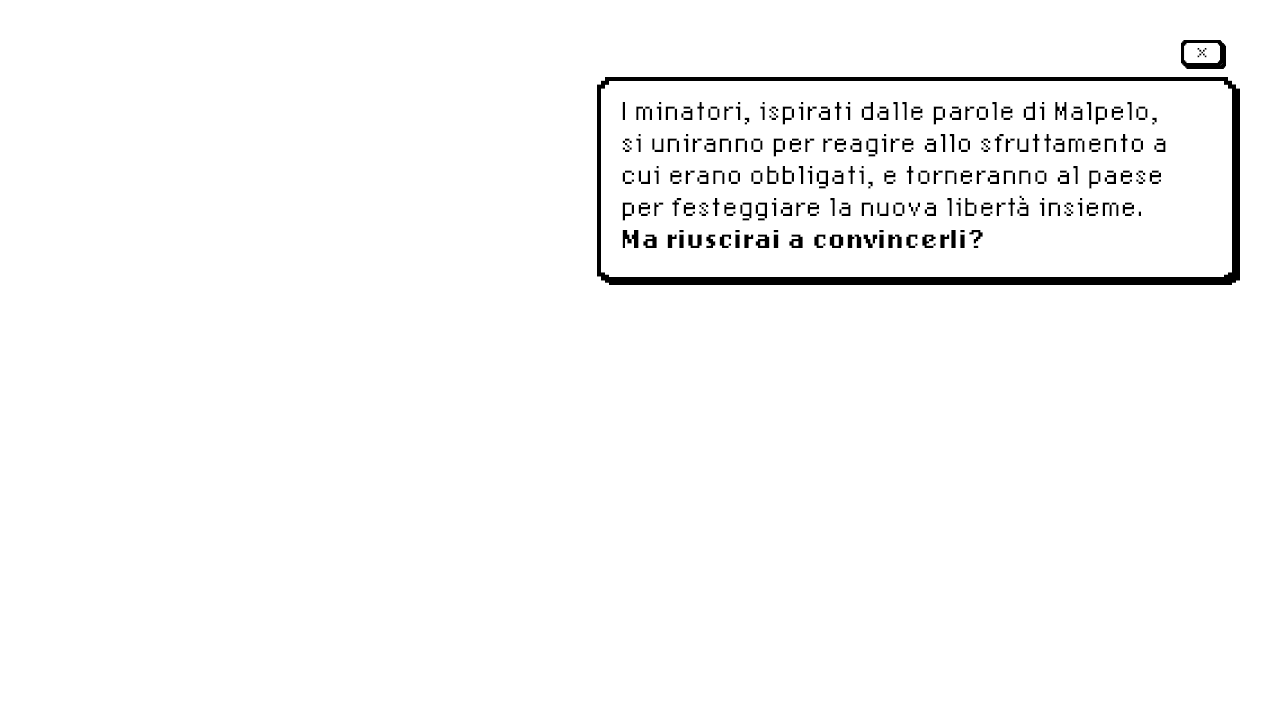 ×
I minatori, ispirati dalle parole di Malpelo,
si uniranno per reagire allo sfruttamento a
cui erano obbligati, e torneranno al paese
per festeggiare la nuova libertà insieme.
Ma riuscirai a convincerli?